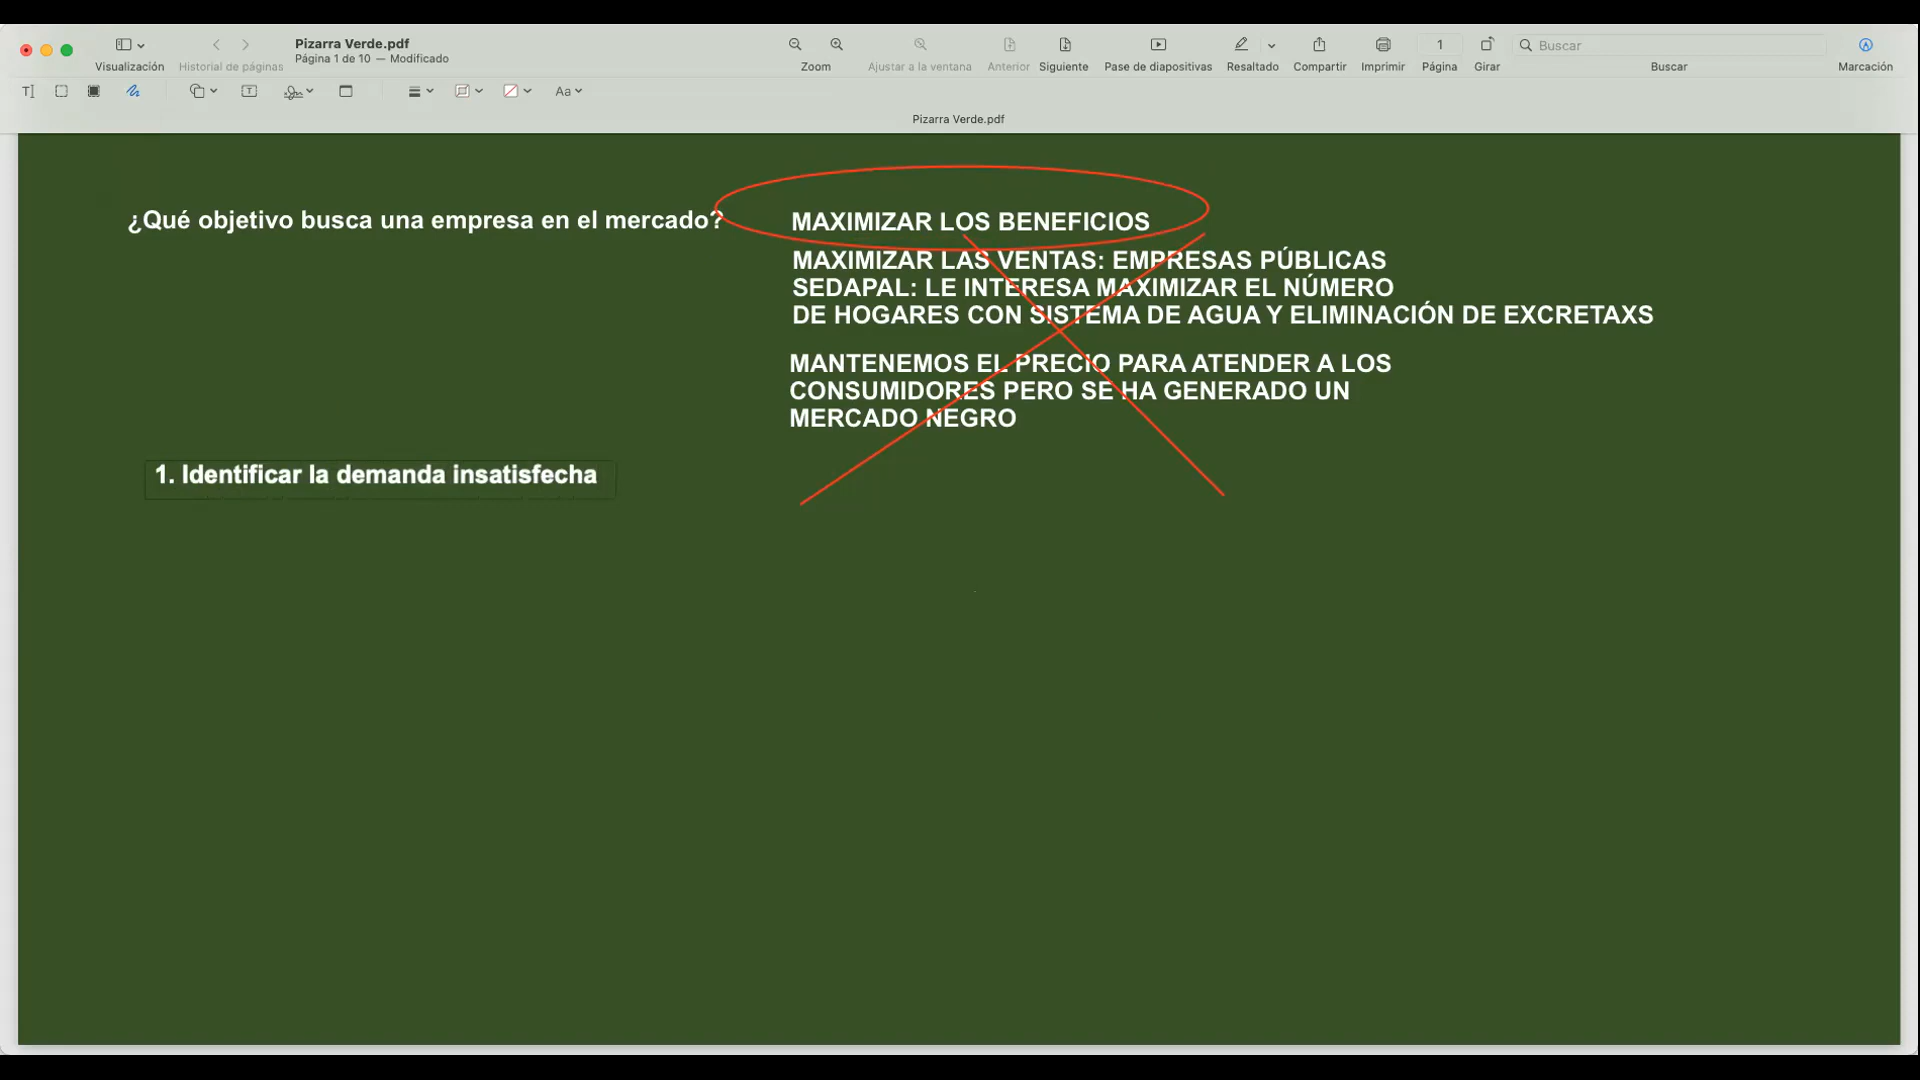 Pizarra Verde.pdf
Página 1 de 10 — Modificado
Visualización
Historial de páginas
Zoom
Ajustar a la ventana
Anterior
Siguiente
Pase de diapositivas
Resaltado
Compartir
Imprimir
1
Página
Girar
Buscar
Buscar
Marcación
Aa
Pizarra Verde.pdf
¿Qué objetivo busca una empresa en el mercado?
MAXIMIZAR LOS BENEFICIOS
MAXIMIZAR LAS VENTAS: EMPRESAS PÚBLICAS
SEDAPAL: LE INTERESA MAXIMIZAR EL NÚMERO
DE HOGARES CON SISTEMA DE AGUA Y ELIMINACIÓN DE EXCRETAXS
MANTENEMOS EL PRECIO PARA ATENDER A LOS
CONSUMIDORES PERO SE HA GENERADO UN
MERCADO NEGRO
1. Identificar la demanda insatisfecha